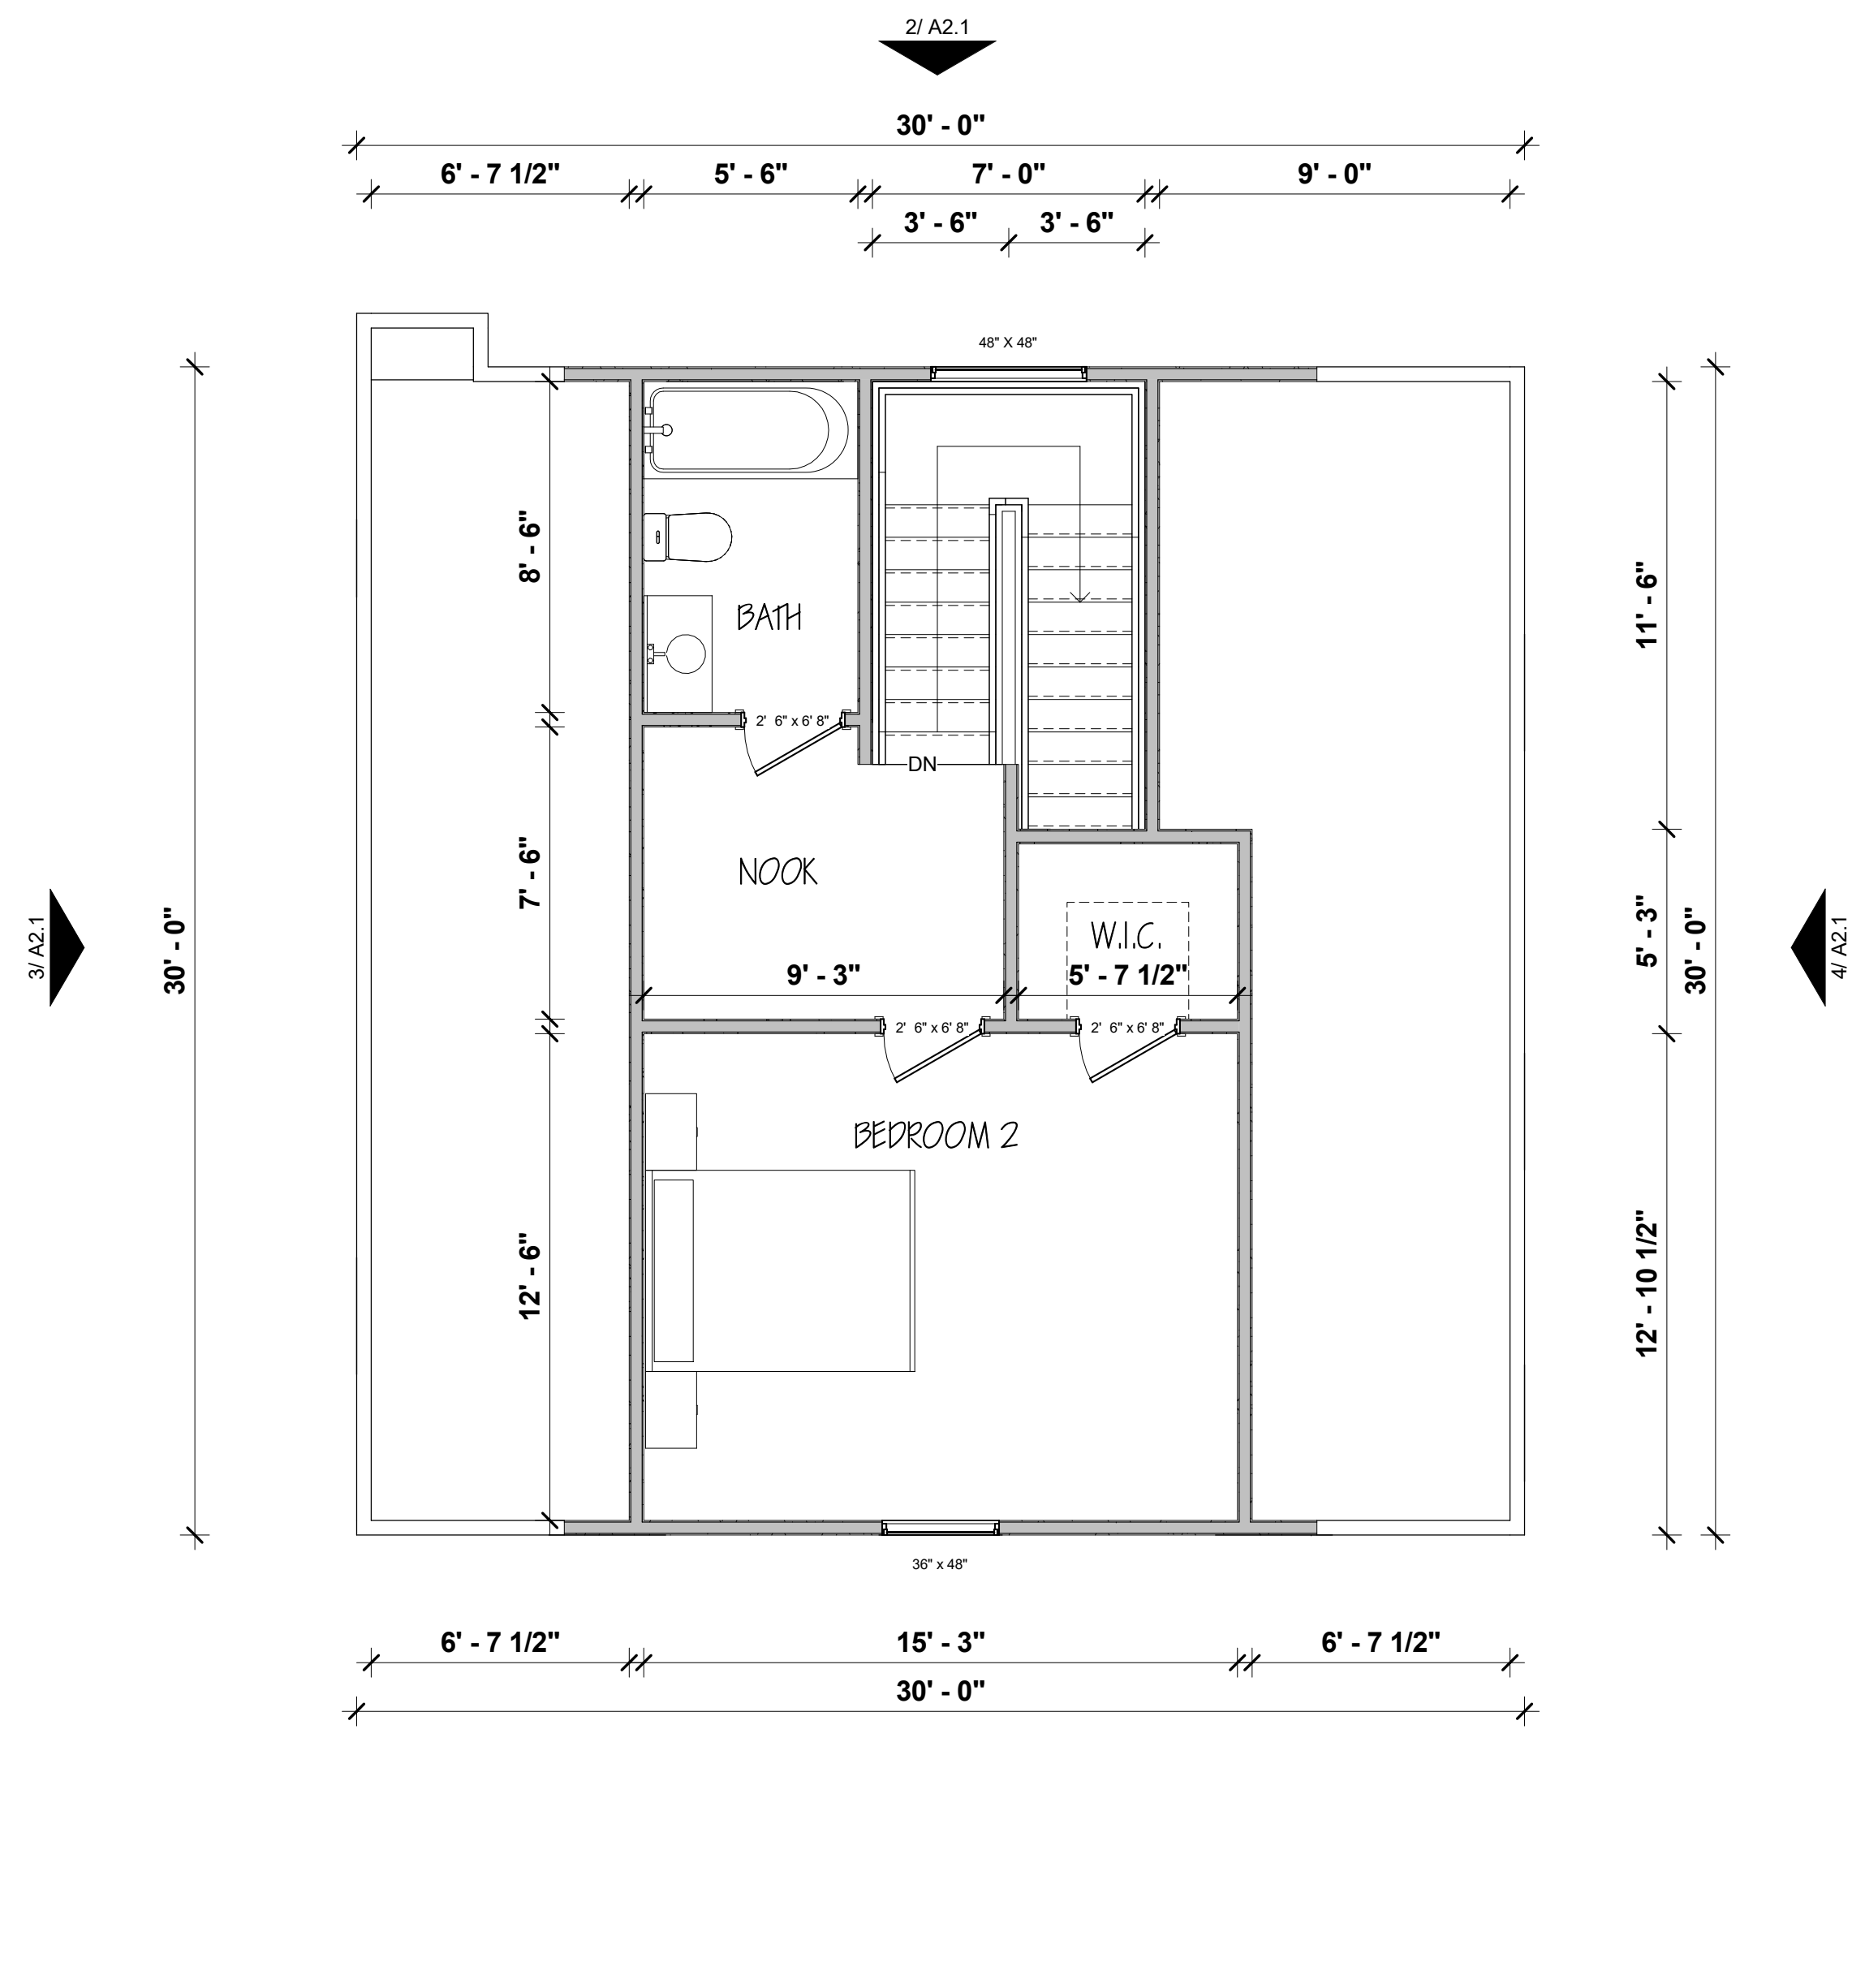 2/ A2.1
30' - 0"
6' - 7 1/2" 5' - 6" 7' - 0" 9' - 0"
3' - 6" 3' - 6"
48" X 48"
8' - 6"
11' - 6"
BATH
2' 6" x 6' 8"
DN
7' - 6"
NOOK
3/ A2.1
30' - 0"
W.I.C.
5' - 3"
30' - 0"
4/ A2.1
9' - 3" 5' - 7 1/2"
2' 6" x 6' 8" 2' 6" x 6' 8"
BEDROOM 2
12' - 6"
12' - 10 1/2"
36" x 48"
6' - 7 1/2" 15' - 3" 6' - 7 1/2"
30' - 0"